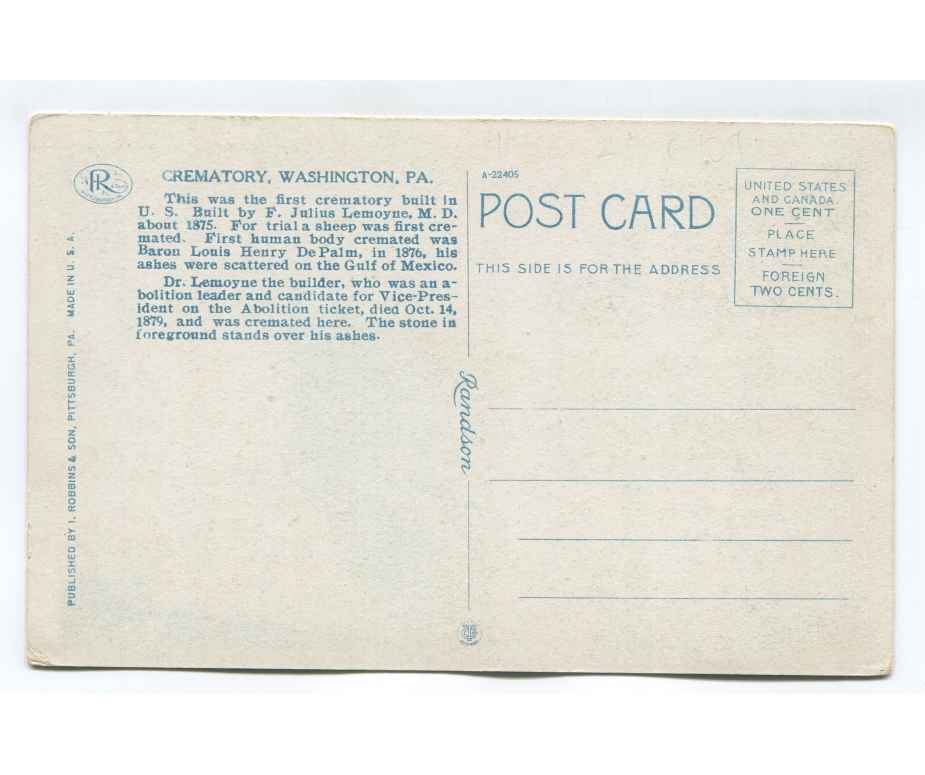 CREMATORY, WASHINGTON, PA.
This was the first crematory built in
U. S. Built by F. Julius Lemoyne, M. D.
about 1875. For trial a sheep was first cre-
mated. First human body cremated was
Baron Louis Henry De Palm, in 1876, his
ashes were scattered on the Gulf of Mexico.
Dr. Lemoyne the builder, who was an a-
bolition leader and candidate for Vice-Pres-
ident on the Abolition ticket, died Oct. 14,
1879, and was cremated here. The stone in
foreground stands over his ashes.
PUBLISHED BY I. ROBBINS & SON, PITTSBURGH, PA. MADE IN U. S. A.
Randson
A-22405
POST CARD
THIS SIDE IS FOR THE ADDRESS
UNITED STATES
AND CANADA
ONE CENT
PLACE
STAMP HERE
FOREIGN
TWO CENTS.